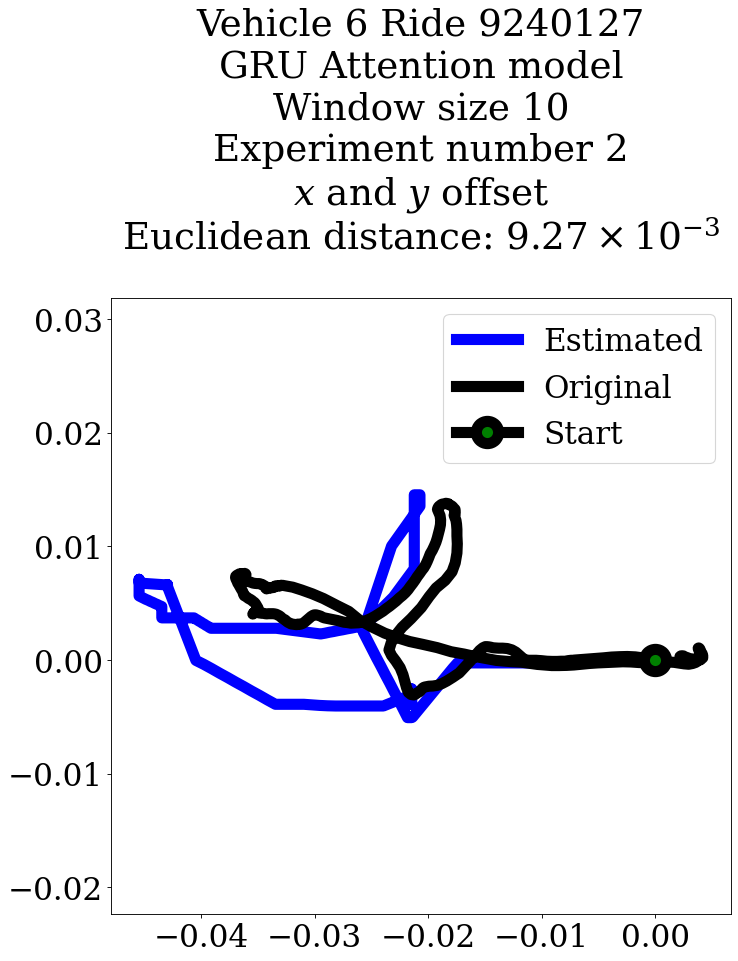 Vehicle 6 Ride 9240127
GRU Attention model
Window size 10
Experiment number 2
x and y offset
Euclidean distance: 9.27 × 10⁻³
Estimated
Original
Start
0.03
0.02
0.01
0.00
−0.01
−0.02
−0.04 −0.03 −0.02 −0.01 0.00